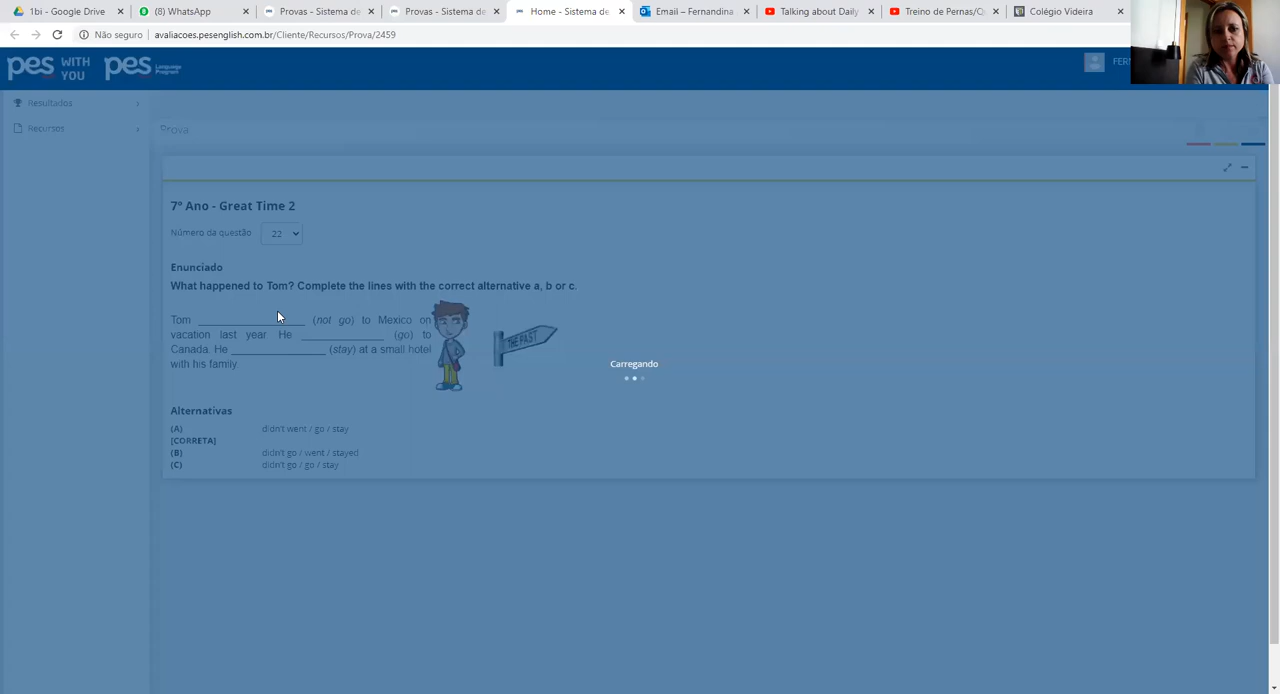 1bi - Google Drive
(8) WhatsApp
Provas - Sistema de
Provas - Sistema de
Home - Sistema de
Email – Fernandina
Talking about Daily
Treino de Pernas/Q
Colégio Videira
Não seguro
avaliacoes.pesenglish.com.br/Cliente/Recursos/Prova/2459
pes WITH YOU
pes Language Program
FERN
Resultados
Recursos
Prova
7º Ano - Great Time 2
Número da questão 22
Enunciado
What happened to Tom? Complete the lines with the correct alternative a, b or c.
Tom ________________ (not go) to Mexico on
vacation last year He ____________ (go) to
Canada. He ______________ (stay) at a small hotel
with his family
THE PAST
Carregando
Alternativas
(A) didn't went / go / stay
[CORRETA]
(B) didn't go / went / stayed
(C) didn't go / go / stay